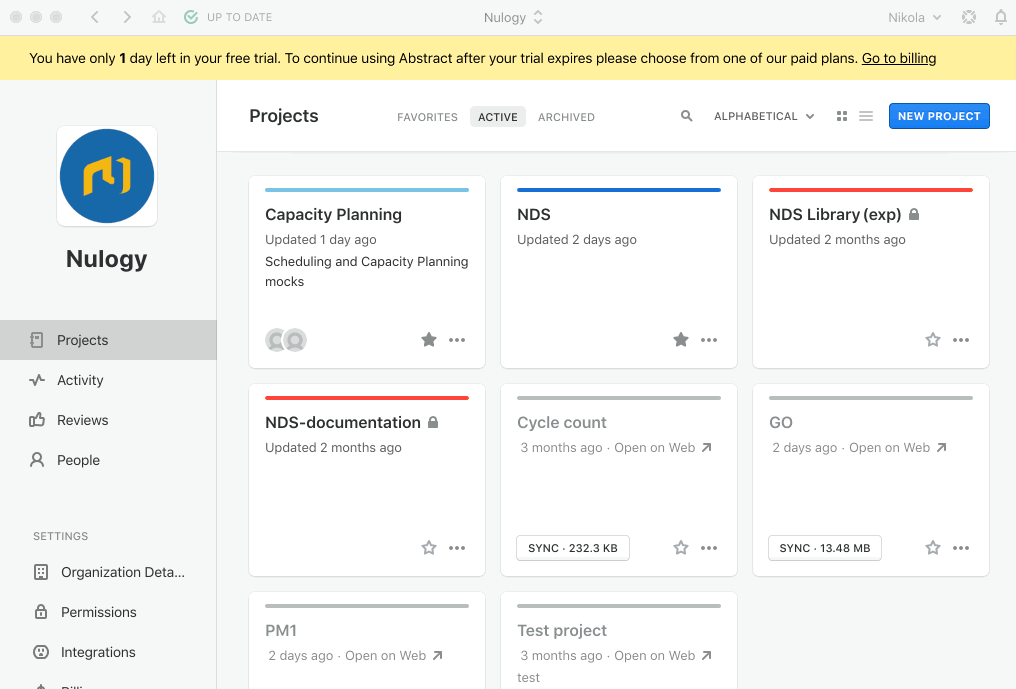 UP TO DATE
Nulogy
Nikola
You have only 1 day left in your free trial. To continue using Abstract after your trial expires please choose from one of our paid plans. Go to billing
Nulogy
Projects
Activity
Reviews
People
SETTINGS
Organization Deta...
Permissions
Integrations
Projects
FAVORITES
ACTIVE
ARCHIVED
ALPHABETICAL
NEW PROJECT
Capacity Planning
Updated 1 day ago
Scheduling and Capacity Planning
mocks
NDS
Updated 2 days ago
NDS Library (exp)
Updated 2 months ago
NDS-documentation
Updated 2 months ago
Cycle count
3 months ago · Open on Web
SYNC · 232.3 KB
GO
2 days ago · Open on Web
SYNC · 13.48 MB
PM1
2 days ago · Open on Web
Test project
3 months ago · Open on Web
test